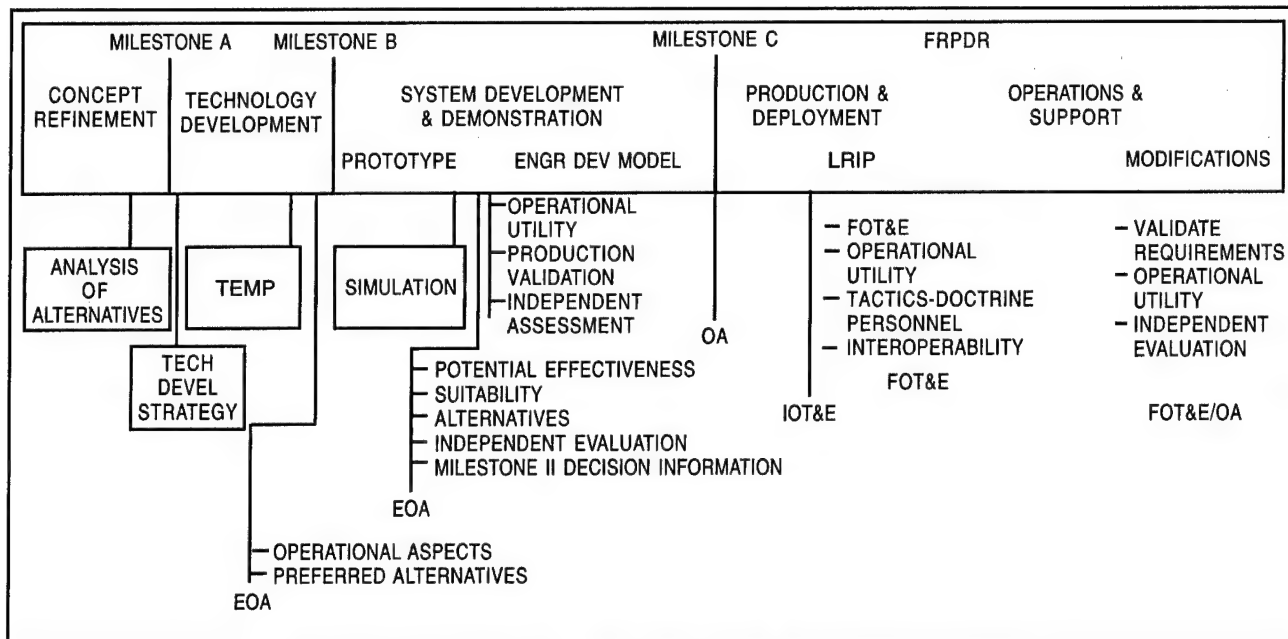 MILESTONE A
MILESTONE B
MILESTONE C
FRPDR
CONCEPT
REFINEMENT
TECHNOLOGY
DEVELOPMENT
SYSTEM DEVELOPMENT
& DEMONSTRATION
PRODUCTION &
DEPLOYMENT
OPERATIONS &
SUPPORT
PROTOTYPE
ENGR DEV MODEL
LRIP
MODIFICATIONS
ANALYSIS
OF
ALTERNATIVES
TECH
DEVEL
STRATEGY
TEMP
SIMULATION
– OPERATIONAL
UTILITY
– PRODUCTION
VALIDATION
– INDEPENDENT
ASSESSMENT
OA
– FOT&E
– OPERATIONAL
UTILITY
– TACTICS-DOCTRINE
PERSONNEL
– INTEROPERABILITY
FOT&E
IOT&E
– VALIDATE
REQUIREMENTS
– OPERATIONAL
UTILITY
– INDEPENDENT
EVALUATION
FOT&E/OA
– POTENTIAL EFFECTIVENESS
– SUITABILITY
– ALTERNATIVES
– INDEPENDENT EVALUATION
– MILESTONE II DECISION INFORMATION
EOA
– OPERATIONAL ASPECTS
– PREFERRED ALTERNATIVES
EOA